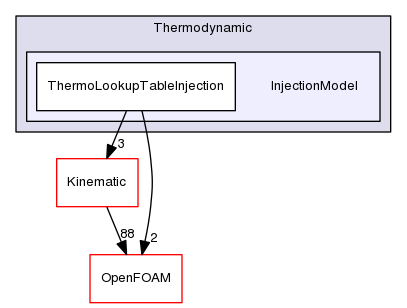 Thermodynamic
ThermoLookupTableInjection
InjectionModel
3
Kinematic
88
2
OpenFOAM